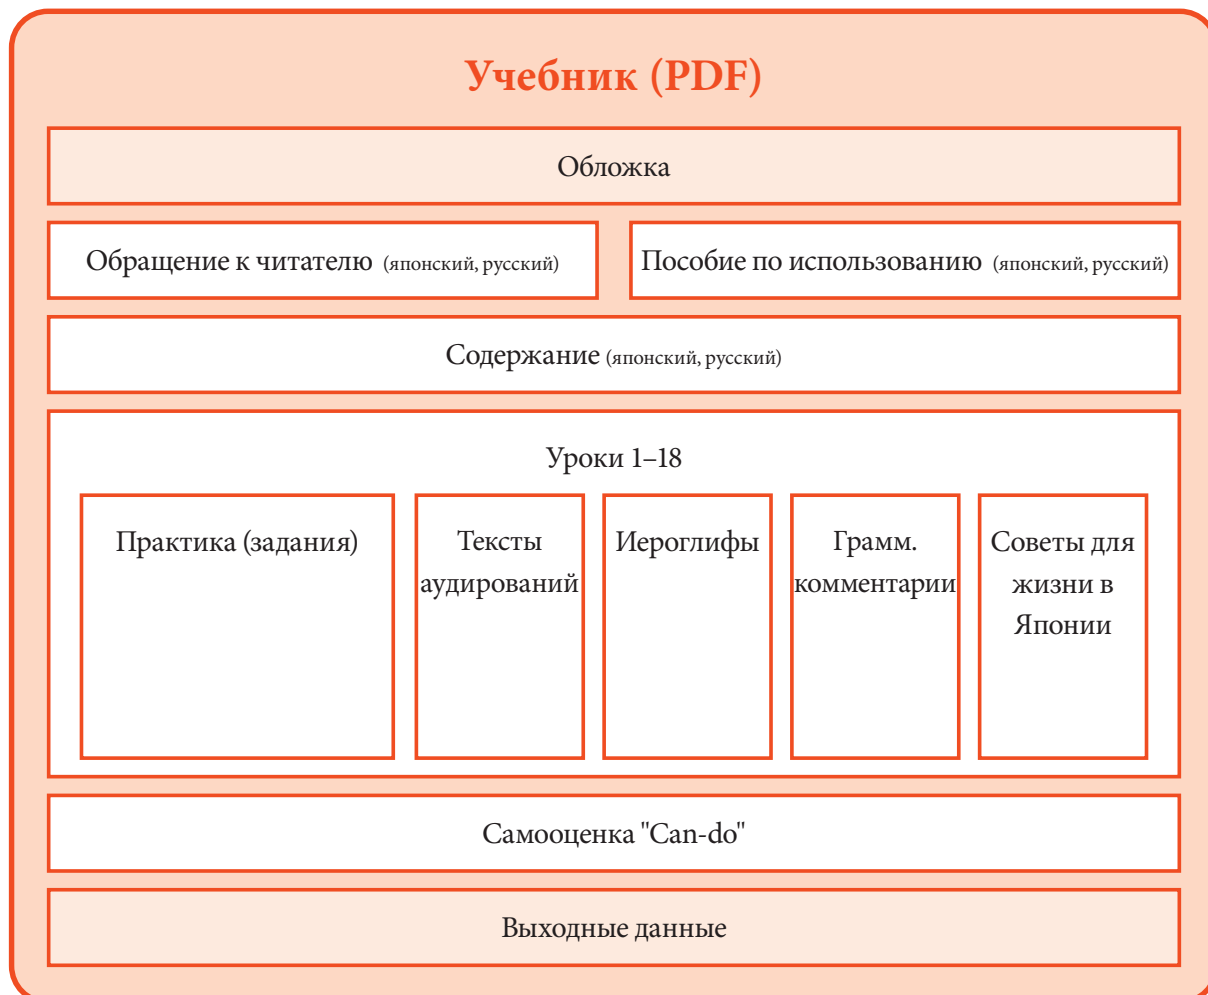 Учебник (PDF)
Обложка
Обращение к читателю (японский, русский)
Пособие по использованию (японский, русский)
Содержание (японский, русский)
Уроки 1–18
Практика (задания)
Тексты
аудирований
Иероглифы
Грамм.
комментарии
Советы для
жизни в
Японии
Самооценка "Can-do"
Выходные данные